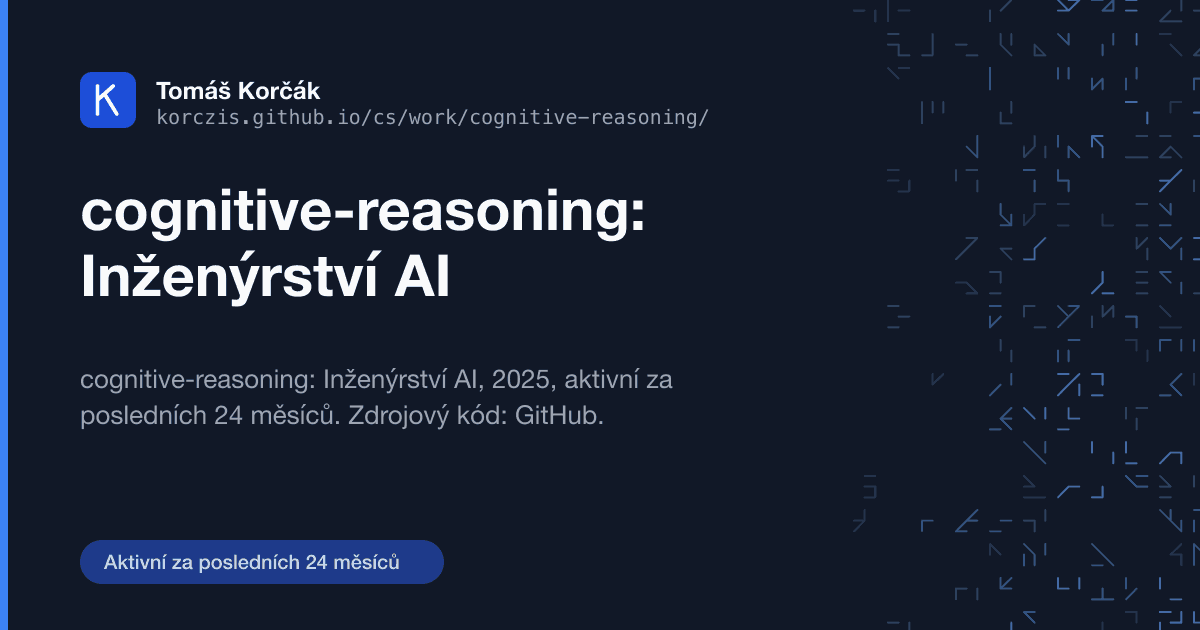 K
Tomáš Korčák
korczis.github.io/cs/work/cognitive-reasoning/
cognitive-reasoning:
Inženýrství AI
cognitive-reasoning: Inženýrství AI, 2025, aktivní za
posledních 24 měsíců. Zdrojový kód: GitHub.
Aktivní za posledních 24 měsíců